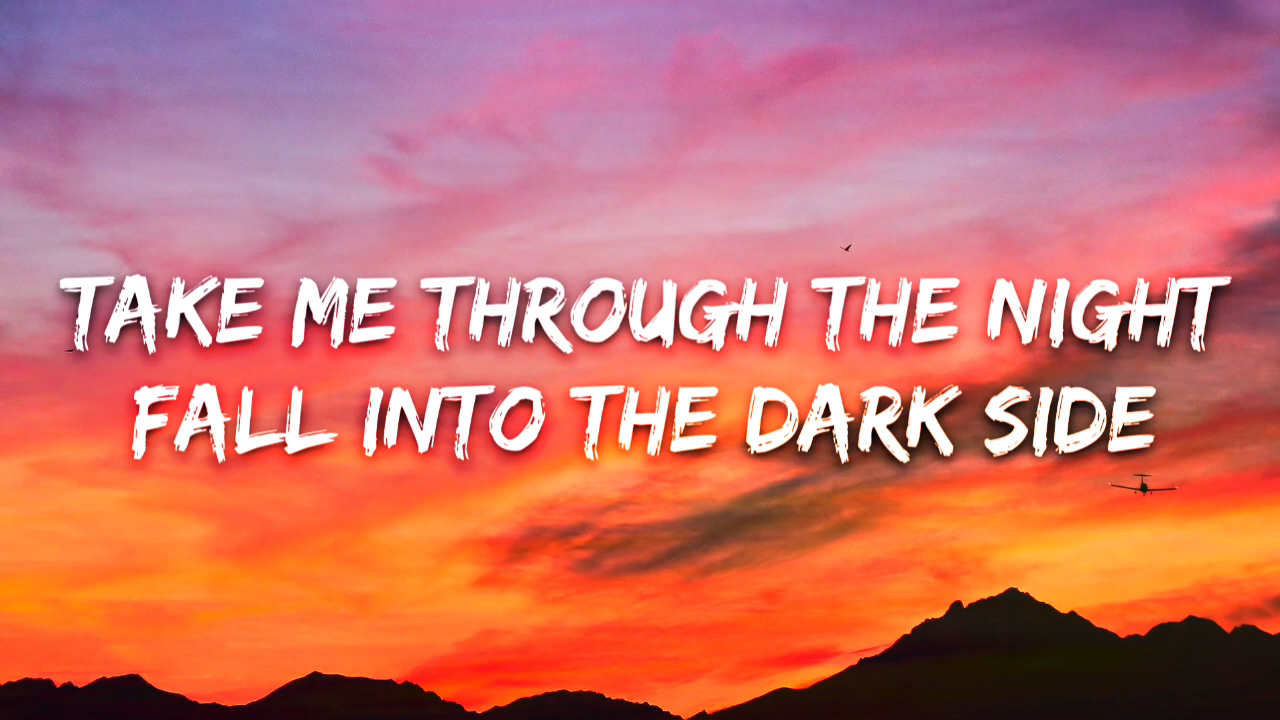 TAKE ME THROUGH THE NIGHT
FALL INTO THE DARK SIDE